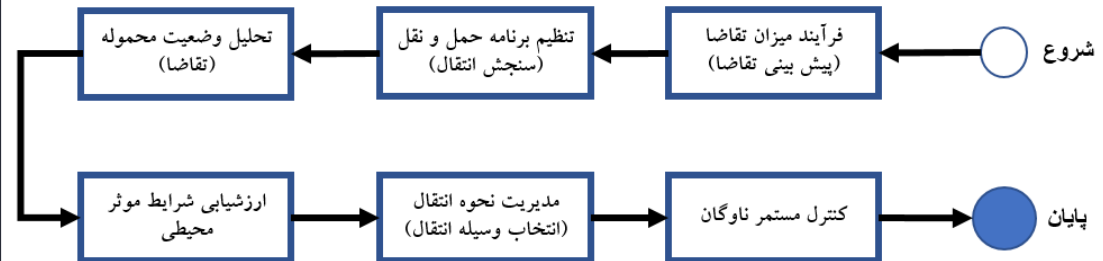 شروع
فرآیند میزان تقاضا
(پیش بینی تقاضا)
تنظیم برنامه حمل و نقل
(سنجش انتقال)
تحلیل وضعیت محموله
(تقاضا)
ارزشیابی شرایط موثر
محیطی
مدیریت نحوه انتقال
(انتخاب وسیله انتقال)
کنترل مستمر ناوگان
پایان